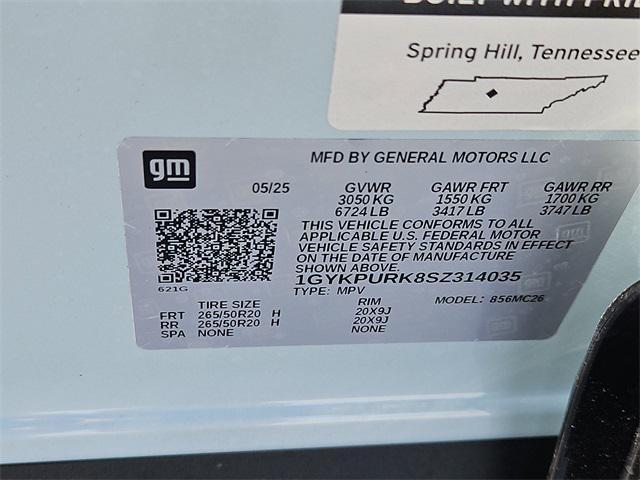 Spring Hill, Tennessee
gm
MFD BY GENERAL MOTORS LLC
05/25 GVWR GAWR FRT GAWR RR
3050 KG 1550 KG 1700 KG
6724 LB 3417 LB 3747 LB
THIS VEHICLE CONFORMS TO ALL
APPLICABLE U.S. FEDERAL MOTOR
VEHICLE SAFETY STANDARDS IN EFFECT
ON THE DATE OF MANUFACTURE
SHOWN ABOVE.
621G
1GYKPURK8SZ314035
TYPE: MPV MODEL: 856MC26
TIRE SIZE RIM
FRT 265/50R20 H 20X9J
RR 265/50R20 H 20X9J
SPA NONE NONE